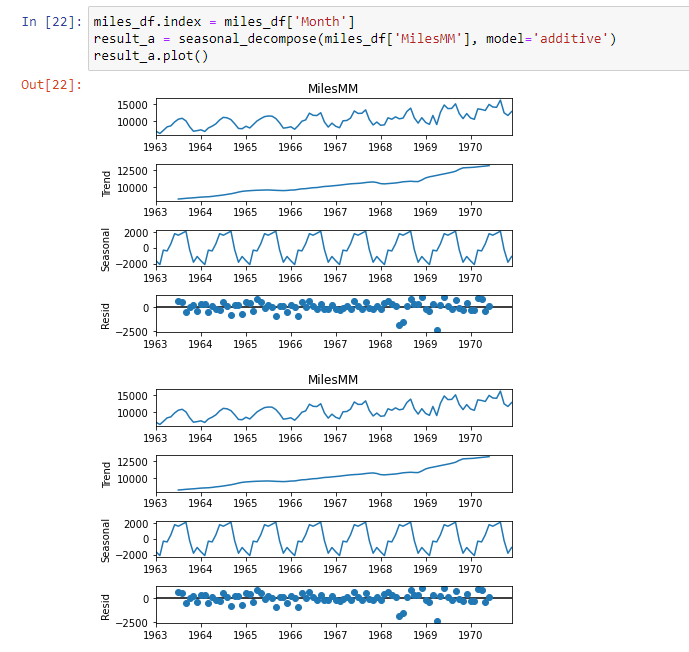 In [22]: miles_df.index = miles_df['Month']
result_a = seasonal_decompose(miles_df['MilesMM'], model='additive')
result_a.plot()
Out[22]:
MilesMM
15000
10000
1963 1964 1965 1966 1967 1968 1969 1970
Trend
12500
10000
1963 1964 1965 1966 1967 1968 1969 1970
Seasonal
2000
0
−2000
1963 1964 1965 1966 1967 1968 1969 1970
Resid
0
−2500
1963 1964 1965 1966 1967 1968 1969 1970
MilesMM
15000
10000
1963 1964 1965 1966 1967 1968 1969 1970
Trend
12500
10000
1963 1964 1965 1966 1967 1968 1969 1970
Seasonal
2000
0
−2000
1963 1964 1965 1966 1967 1968 1969 1970
Resid
0
−2500
1963 1964 1965 1966 1967 1968 1969 1970